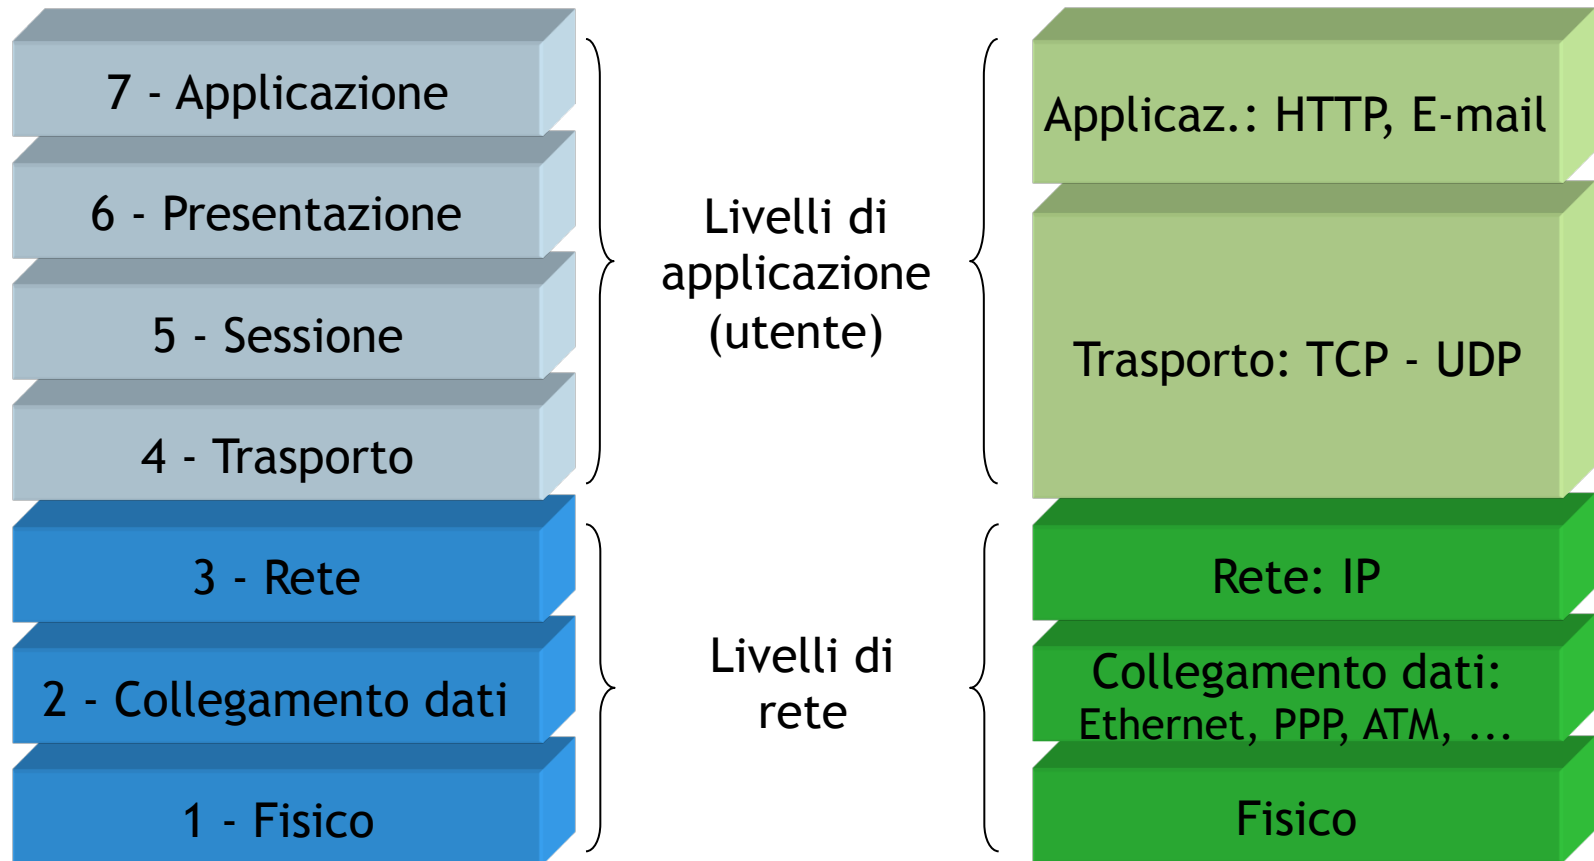 7 - Applicazione
6 - Presentazione
5 - Sessione
4 - Trasporto
3 - Rete
2 - Collegamento dati
1 - Fisico
Livelli di
applicazione
(utente)
Livelli di
rete
Applicaz.: HTTP, E-mail
Trasporto: TCP - UDP
Rete: IP
Collegamento dati:
Ethernet, PPP, ATM, ...
Fisico